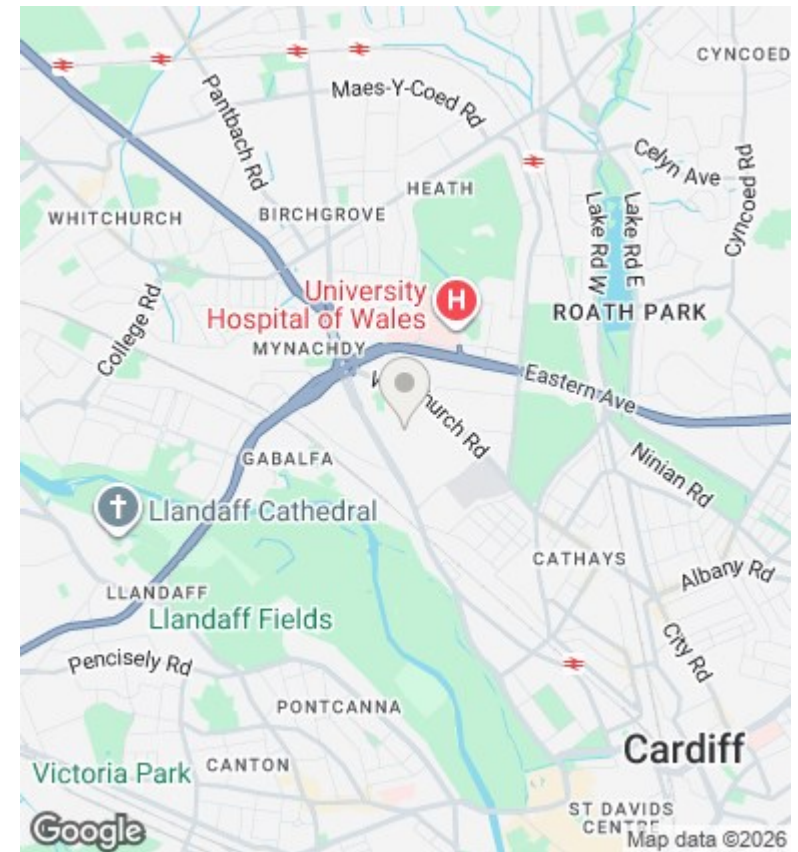 CYNCOED
Maes-Y-Coed Rd
Pantbach Rd
Celyn Ave
Cyncoed Rd
HEATH
Lake Rd W
Lake Rd E
WHITCHURCH
BIRCHGROVE
University
Hospital of Wales
H
ROATH PARK
College Rd
MYNACHDY
Eastern Ave
church Rd
GABALFA
Ninian Rd
Llandaff Cathedral
CATHAYS
Albany Rd
LLANDAFF
Llandaff Fields
City Rd
Pencisely Rd
PONTCANNA
Cardiff
Victoria Park
CANTON
ST DAVIDS
CENTRE
Google
Map data ©2026